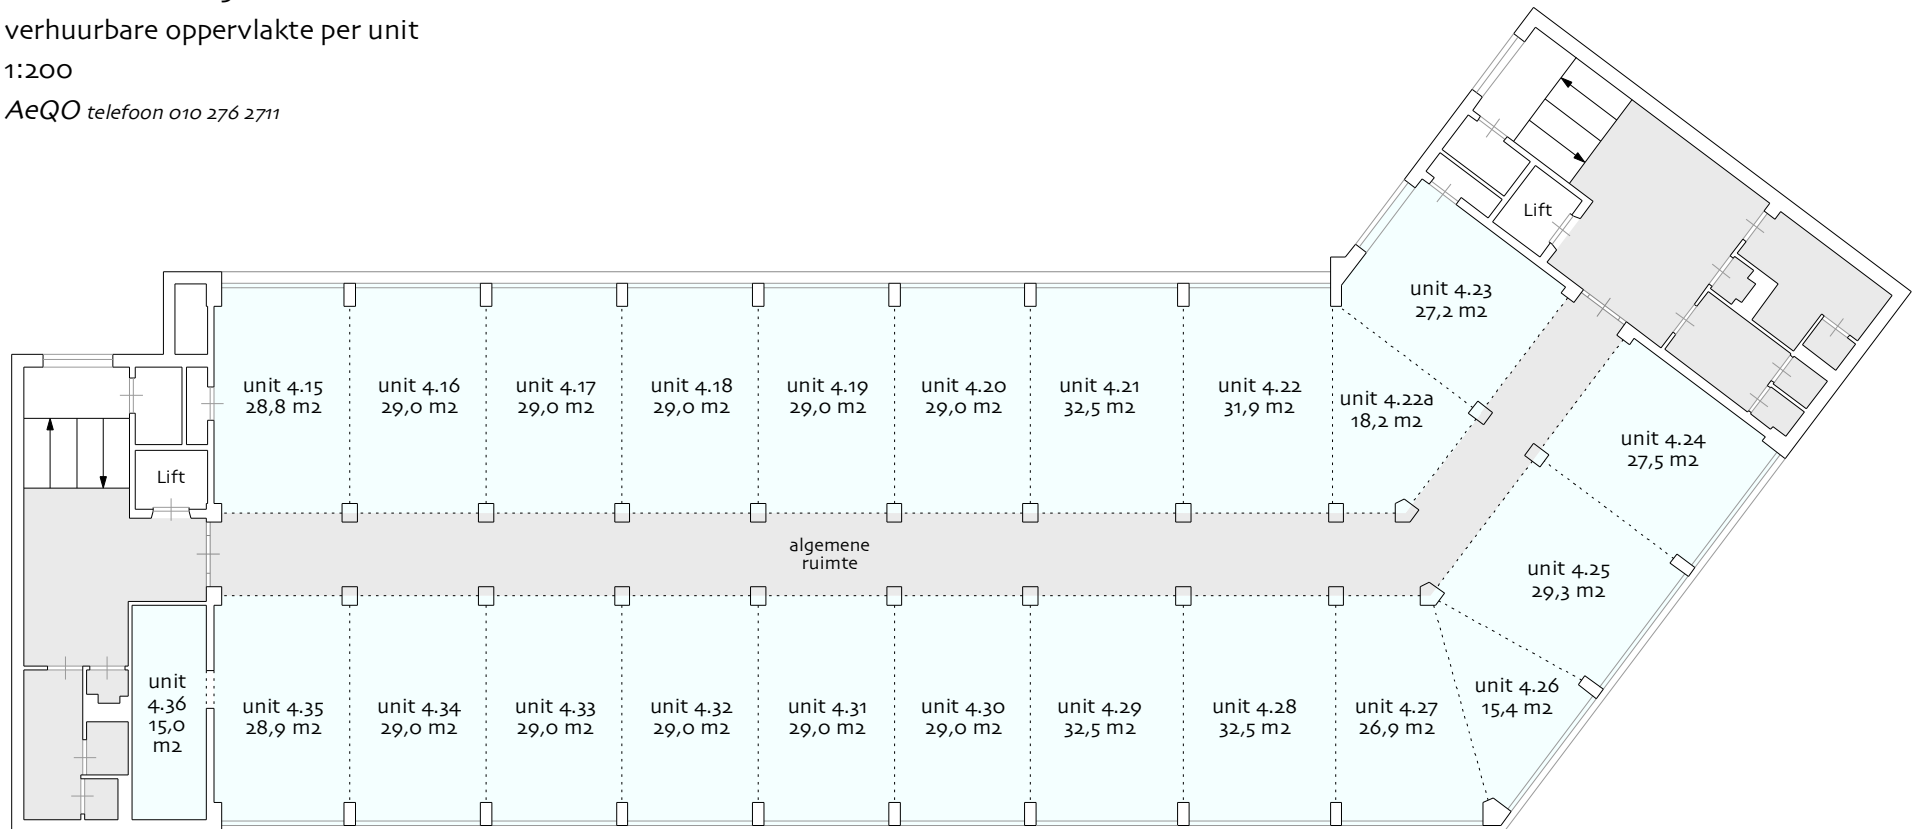 verhuurbare oppervlakte per unit
1:200
AeQO telefoon 010 276 2711
Lift
unit 4.23
27,2 m2
unit 4.15
28,8 m2
unit 4.16
29,0 m2
unit 4.17
29,0 m2
unit 4.18
29,0 m2
unit 4.19
29,0 m2
unit 4.20
29,0 m2
unit 4.21
32,5 m2
unit 4.22
31,9 m2
unit 4.22a
18,2 m2
unit 4.24
27,5 m2
Lift
algemene
ruimte
unit 4.25
29,3 m2
unit
4.36
15,0
m2
unit 4.35
28,9 m2
unit 4.34
29,0 m2
unit 4.33
29,0 m2
unit 4.32
29,0 m2
unit 4.31
29,0 m2
unit 4.30
29,0 m2
unit 4.29
32,5 m2
unit 4.28
32,5 m2
unit 4.27
26,9 m2
unit 4.26
15,4 m2